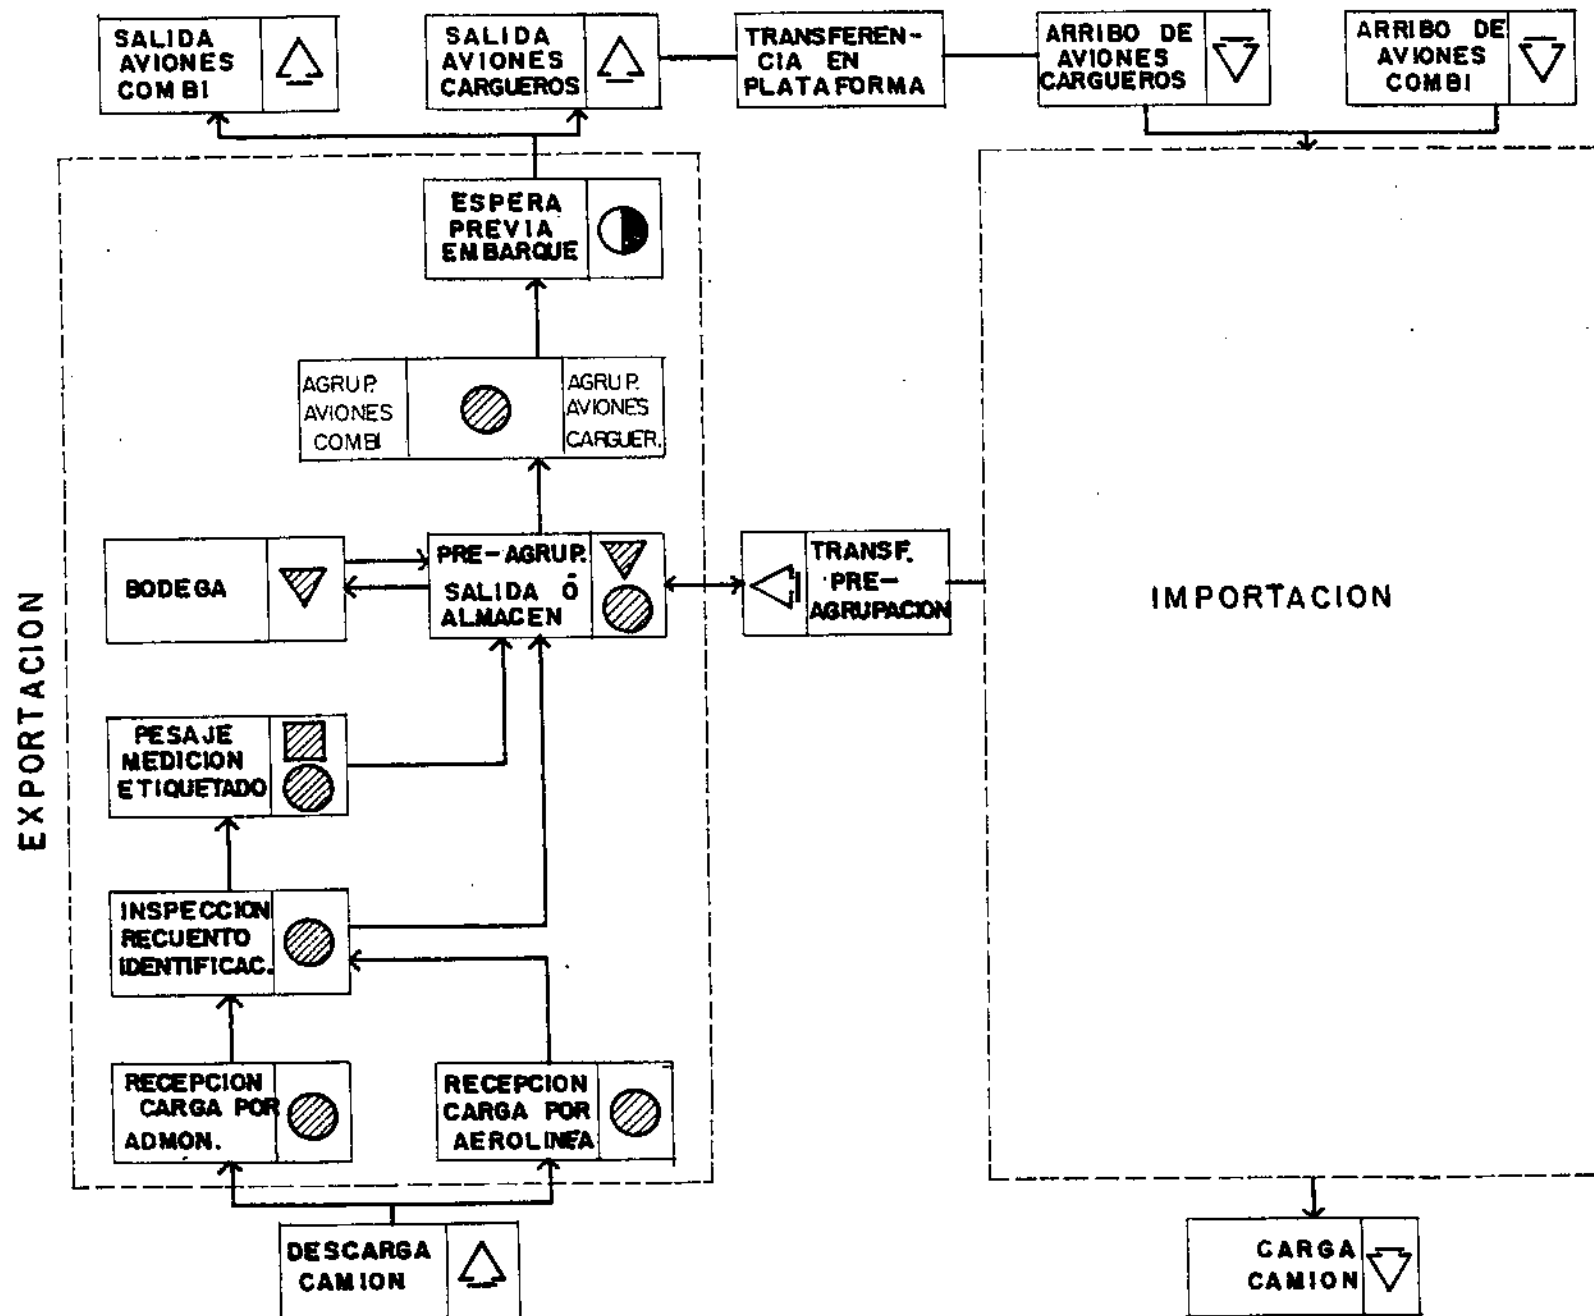 SALIDA
AVIONES
COMBI
SALIDA
AVIONES
CARGUEROS
TRANSFEREN-
CIA EN
PLATAFORMA
ARRIBO DE
AVIONES
CARGUEROS
ARRIBO DE
AVIONES
COMBI
ESPERA
PREVIA
EMBARQUE
AGRUP.
AVIONES
COMBI
AGRUP.
AVIONES
CARGUER.
BODEGA
PRE-AGRUP.
SALIDA Ó
ALMACEN
TRANSF.
PRE-
AGRUPACION
IMPORTACION
EXPORTACION
PESAJE
MEDICION
ETIQUETADO
INSPECCION
RECUENTO
IDENTIFICAC.
RECEPCION
CARGA POR
ADMON.
RECEPCION
CARGA POR
AEROLINEA
DESCARGA
CAMION
CARGA
CAMION